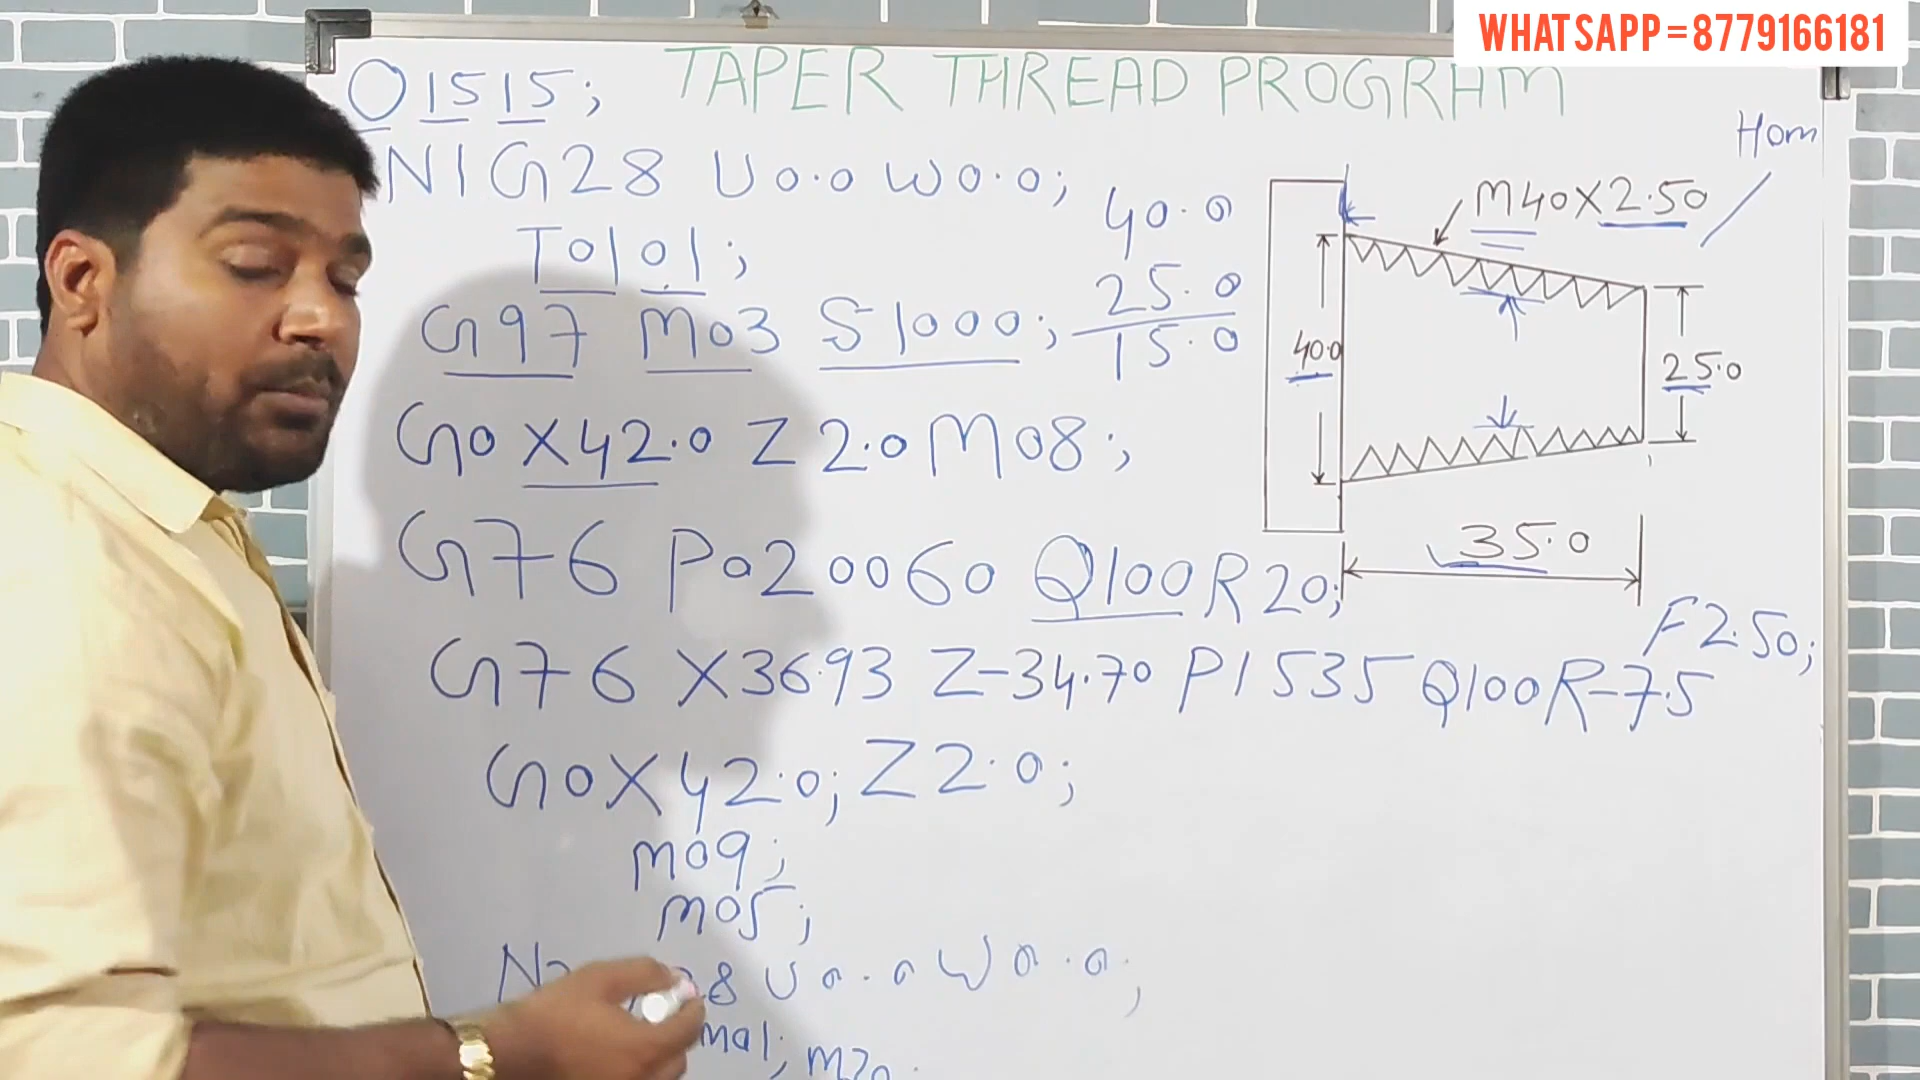 WHATSAPP = 8779166181
TAPER THREAD PROGRAM
O1515;
N1 G28 U0.0 W0.0;
T0101;
G97 M03 S1000;
G0 X42.0 Z2.0 M08;
G76 P020060 Q100 R20;
G76 X36.93 Z-34.70 P1535 Q100 R-7.5
F2.50;
G0 X42.0; Z2.0;
M09;
M05;
28 U0.0 W0.0;
40.0
25.0
15.0
Hom
M40X2.50
40.0
25.0
35.0